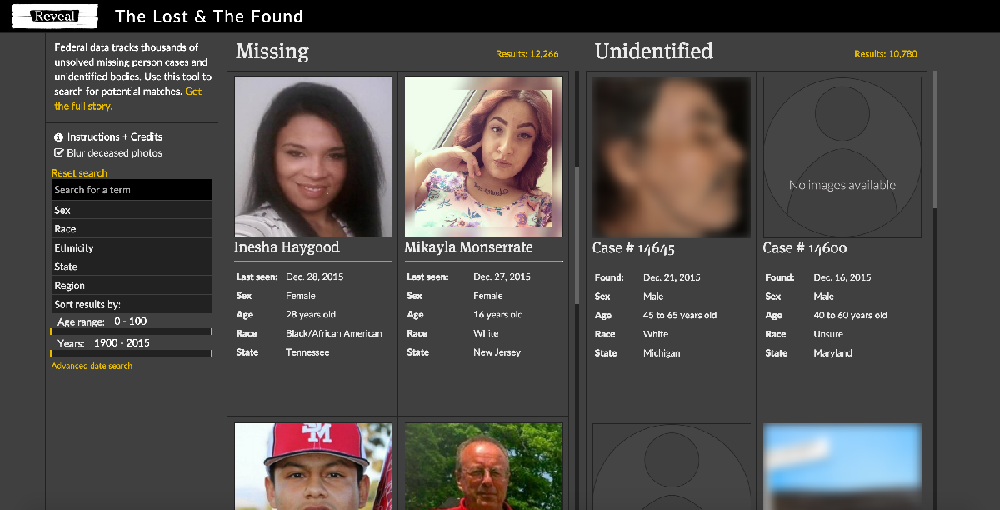 Reveal
The Lost & The Found
Federal data tracks thousands of
unsolved missing person cases and
unidentified bodies. Use this tool to
search for potential matches. Get
the full story.
Instructions + Credits
Blur deceased photos
Reset search
Search for a term
Sex
Race
Ethnicity
State
Region
Sort results by:
Age range: 0 - 100
Years: 1900 - 2015
Advanced date search
Missing
Results: 12,266
Inesha Haygood
Last seen: Dec. 28, 2015
Sex Female
Age 28 years old
Race Black/African American
State Tennessee
Mikayla Monserrate
Last seen: Dec. 27, 2015
Sex Female
Age 16 years old
Race White
State New Jersey
SM
Unidentified
Results: 10,780
Case # 14645
Found: Dec. 21, 2015
Sex Male
Age 45 to 65 years old
Race White
State Michigan
No images available
Case # 14600
Found: Dec. 16, 2015
Sex Male
Age 40 to 60 years old
Race Unsure
State Maryland